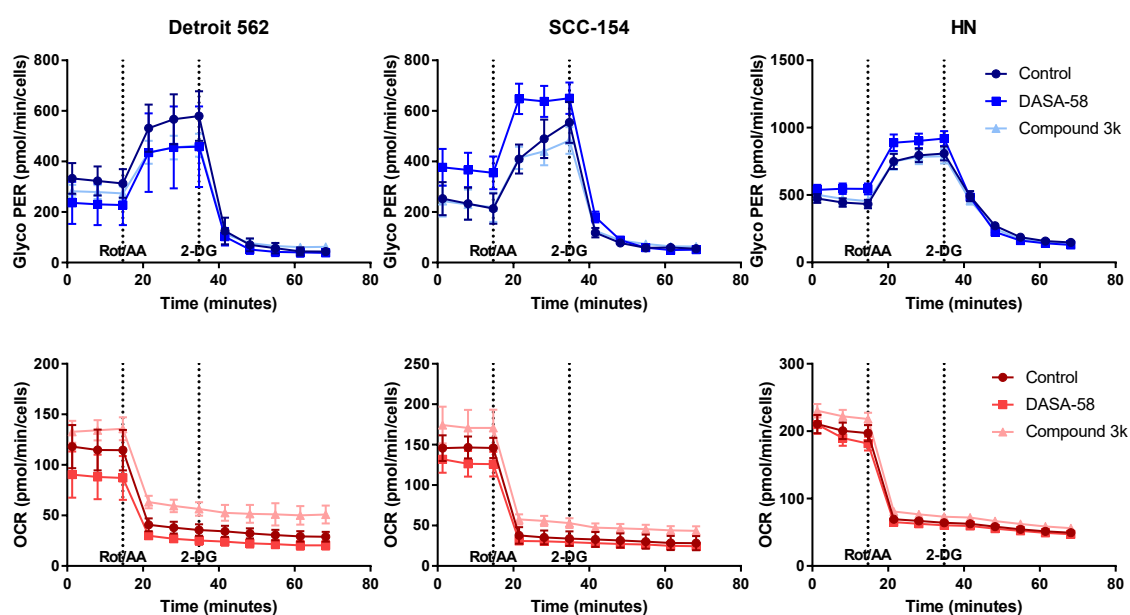 Detroit 562
SCC-154
HN
Glyco PER (pmol/min/cells)
800
600
400
200
0
Rot/AA
2-DG
0
20
40
60
80
Time (minutes)
Glyco PER (pmol/min/cells)
800
600
400
200
0
Rot/AA
2-DG
0
20
40
60
80
Time (minutes)
Glyco PER (pmol/min/cells)
1500
1000
500
0
Rot/AA
2-DG
0
20
40
60
80
Time (minutes)
Control
DASA-58
Compound 3k
OCR (pmol/min/cells)
200
150
100
50
0
Rot/AA
2-DG
0
20
40
60
80
Time (minutes)
OCR (pmol/min/cells)
250
200
150
100
50
0
Rot/AA
2-DG
0
20
40
60
80
Time (minutes)
OCR (pmol/min/cells)
300
200
100
0
Rot/AA
2-DG
0
20
40
60
80
Time (minutes)
Control
DASA-58
Compound 3k